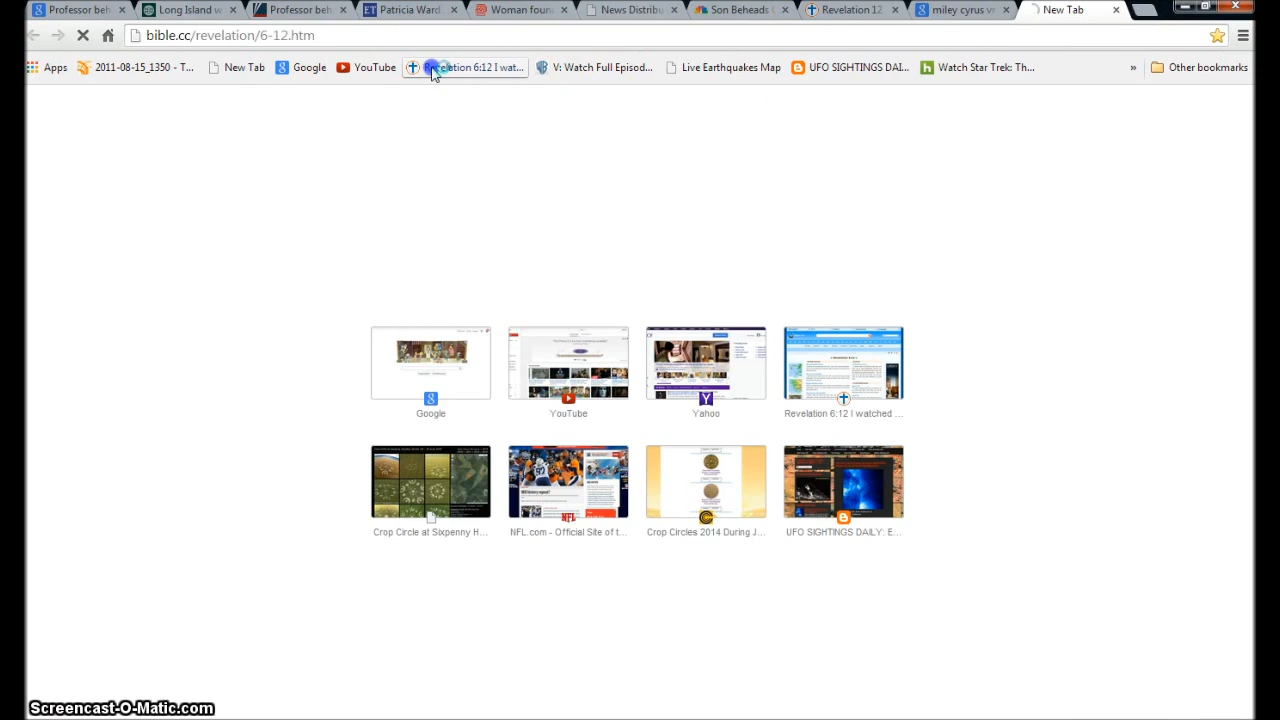 Professor beh
Long Island w
Professor beh
Patricia Ward
Woman foun
News Distribu
Son Beheads
Revelation 12
miley cyrus v
New Tab
bible.cc/revelation/6-12.htm
Apps
2011-08-15_1350 - T...
New Tab
Google
YouTube
Revelation 6:12 I wat...
: Watch Full Episod...
Live Earthquakes Map
UFO SIGHTINGS DAI...
Watch Star Trek: Th...
»
Other bookmarks
Google
YouTube
Yahoo
Revelation 6:12 I watched ...
Crop Circle at Sixpenny H...
NFL.com - Official Site of t...
Crop Circles 2014 During J...
UFO SIGHTINGS DAILY: E...
Screencast-O-Matic.com